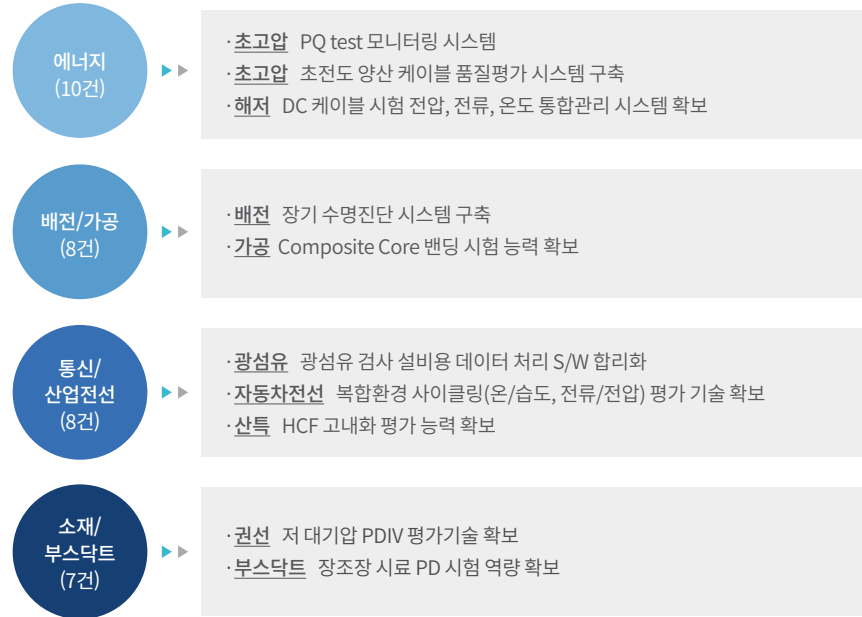 에너지
(10건)
·초고압 PQ test 모니터링 시스템
·초고압 초전도 양산 케이블 품질평가 시스템 구축
·해저 DC 케이블 시험 전압, 전류, 온도 통합관리 시스템 확보
배전/가공
(8건)
·배전 장기 수명진단 시스템 구축
·가공 Composite Core 밴딩 시험 능력 확보
통신/
산업전선
(8건)
·광섬유 광섬유 검사 설비용 데이터 처리 S/W 합리화
·자동차전선 복합환경 사이클링(온/습도, 전류/전압) 평가 기술 확보
·산특 HCF 고내화 평가 능력 확보
소재/
부스닥트
(7건)
·권선 저 대기압 PDIV 평가기술 확보
·부스닥트 장조장 시료 PD 시험 역량 확보